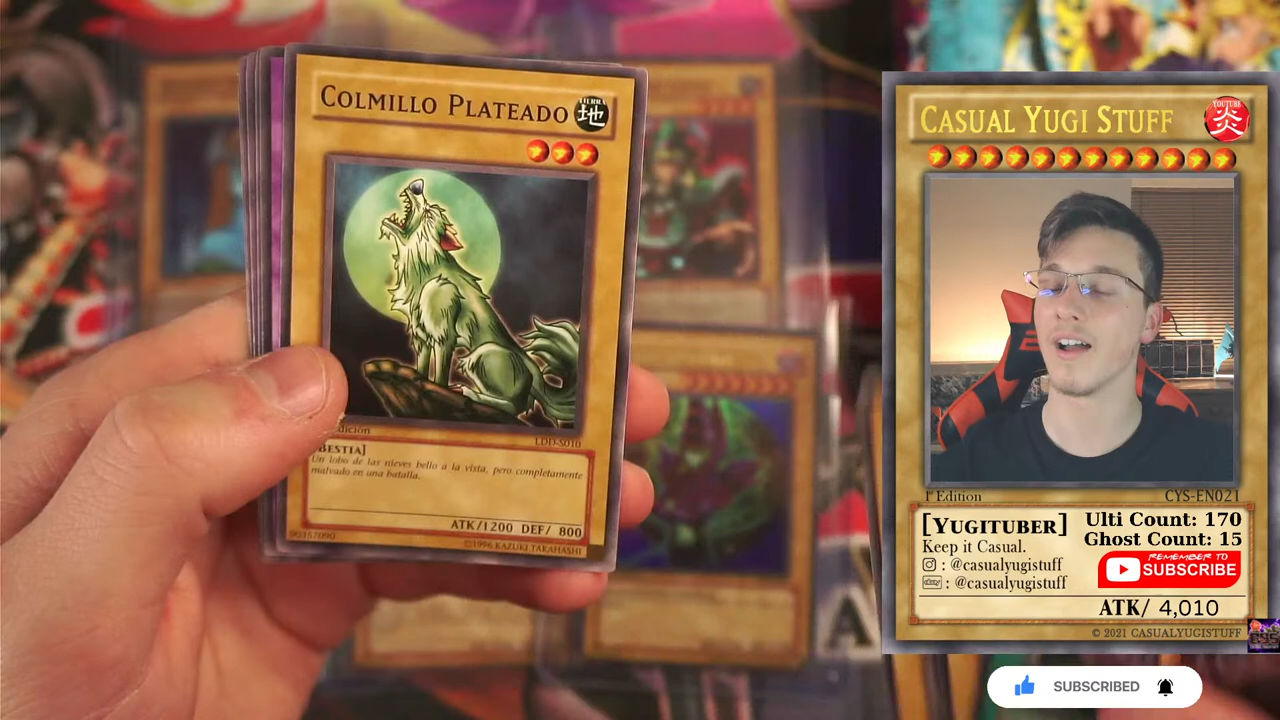 COLMILLO PLATEADO
TIERRA
地
dición
LDD-S010
[BESTIA]
Un lobo de las nieves bello a la vista, pero completamente
malvado en una batalla.
ATK/1200 DEF/ 800
©1996 KAZUKI TAKAHASHI
CASUAL YUGI STUFF
YOUTUBE
炎
1st Edition
CYS-EN021
[YUGITUBER]
Keep it Casual.
: @casualyugistuff
: @casualyugistuff
Ulti Count: 170
Ghost Count: 15
REMEMBER TO
SUBSCRIBE
ATK/ 4,010
© 2021 CASUALYUGISTUFF
SUBSCRIBED